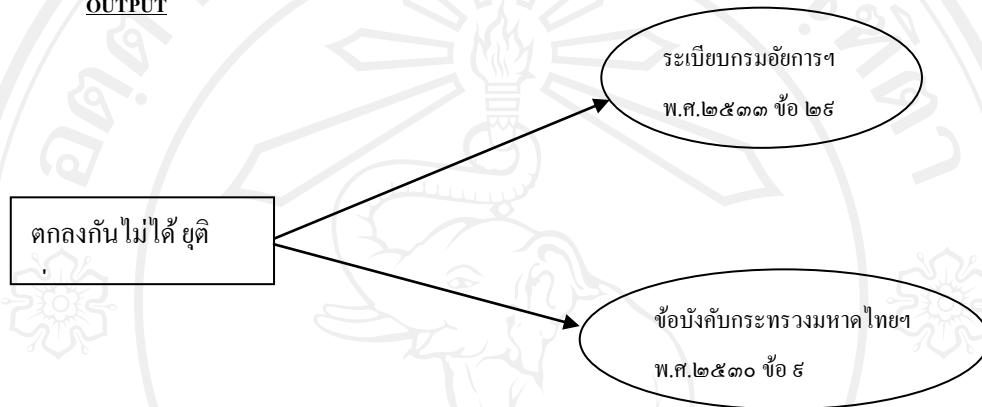 OUTPUT
ระเบียบกรมอัยการฯ
พ.ศ.๒๕๓๓ ข้อ ๒๙
ตกลงกันไม่ได้ ยุติ
ข้อบังคับกระทรวงมหาดไทยฯ
พ.ศ.๒๕๓๐ ข้อ ๙